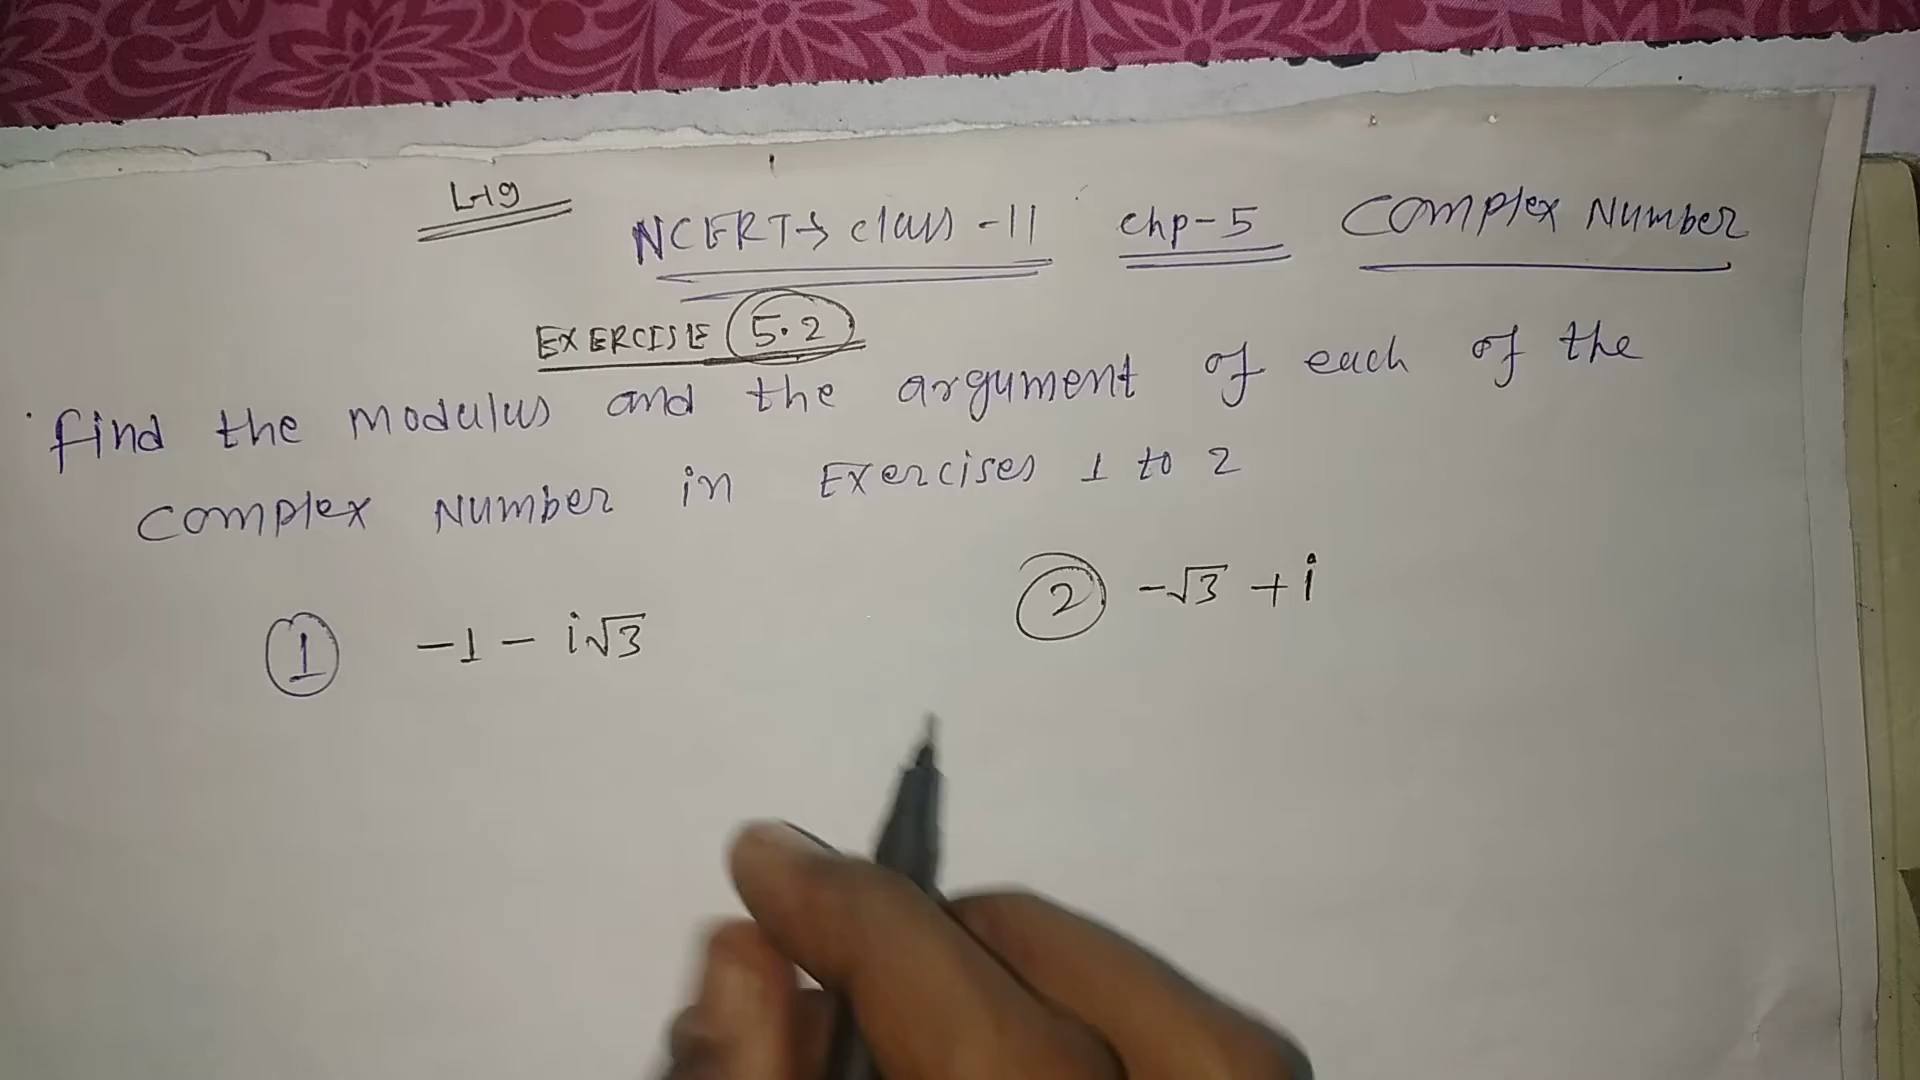 L-19
NCERT→ class -11 chp-5 Complex Number
EXERCISE 5.2
find the modulus and the argument of each of the
complex Number in Exercises 1 to 2
① -1 - i√3 ② -√3 + i